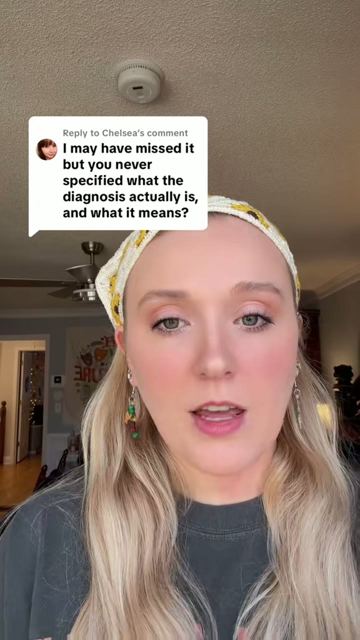 Reply to Chelsea's comment
I may have missed it
but you never
specified what the
diagnosis actually is,
and what it means?